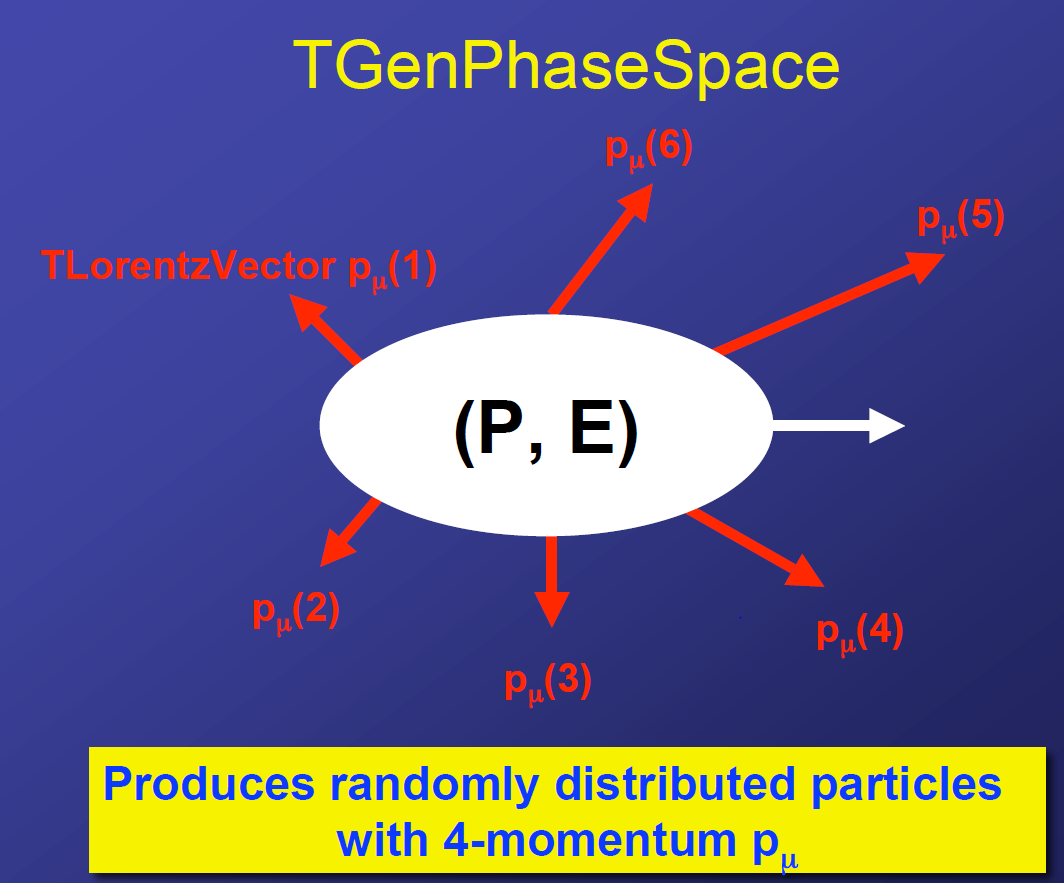 TGenPhaseSpace
pμ(6)
pμ(5)
TLorentzVector pμ(1)
(P, E)
pμ(2)
pμ(4)
pμ(3)
Produces randomly distributed particles
with 4-momentum pμ